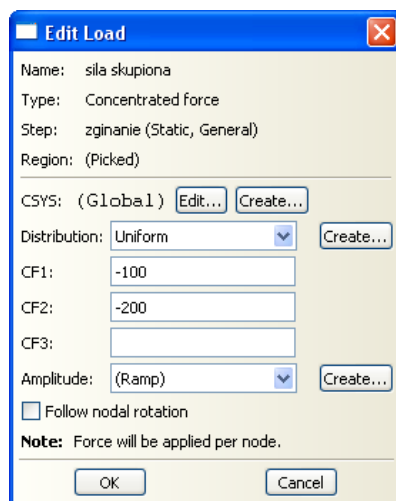 Edit Load
Name: sila skupiona
Type: Concentrated force
Step: zginanie (Static, General)
Region: (Picked)
CSYS: (Global) Edit... Create...
Distribution: Uniform Create...
CF1: -100
CF2: -200
CF3:
Amplitude: (Ramp) Create...
Follow nodal rotation
Note: Force will be applied per node.
OK Cancel